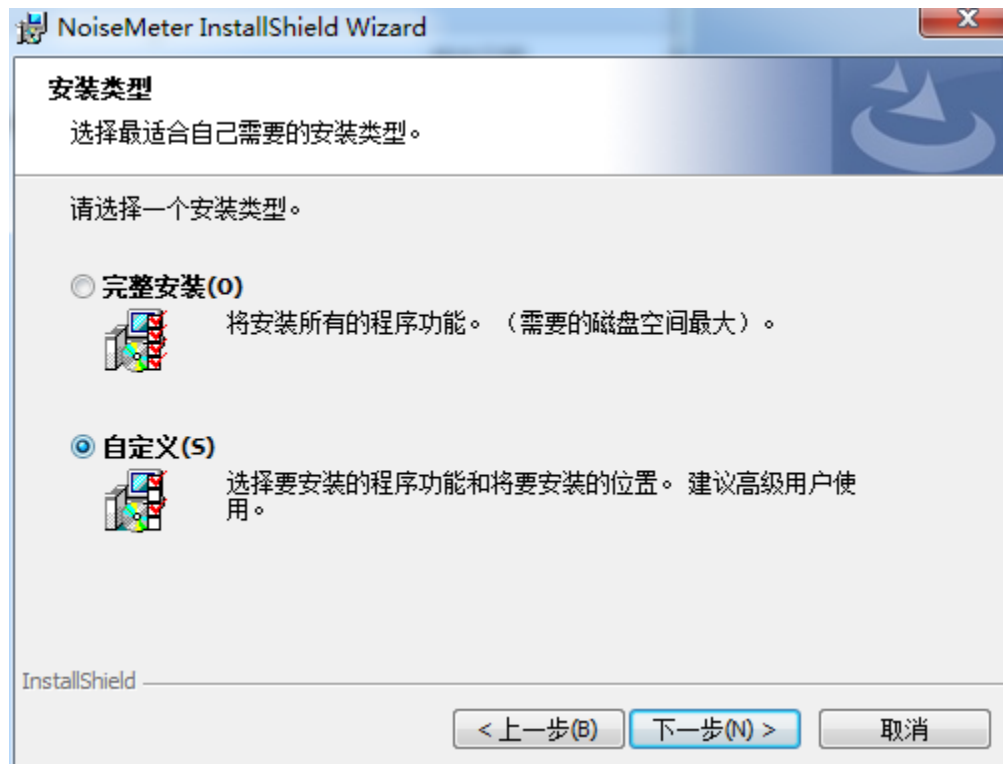 NoiseMeter InstallShield Wizard
安装类型
选择最适合自己需要的安装类型。
请选择一个安装类型。
完整安装(O)
将安装所有的程序功能。（需要的磁盘空间最大）。
自定义(S)
选择要安装的程序功能和将要安装的位置。建议高级用户使
用。
InstallShield
< 上一步(B) 下一步(N) > 取消